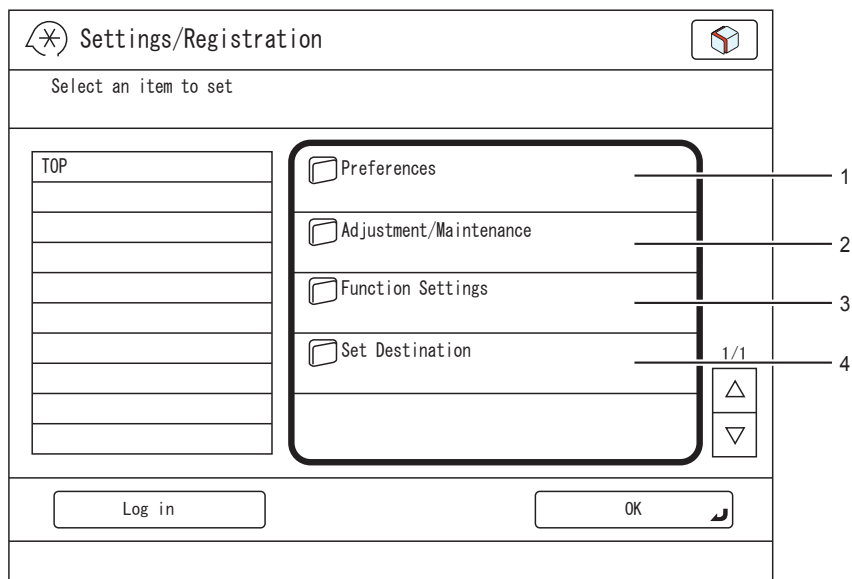 Settings/Registration
Select an item to set
TOP
Preferences
1
Adjustment/Maintenance
2
Function Settings
3
Set Destination
1/1
4
Log in
OK